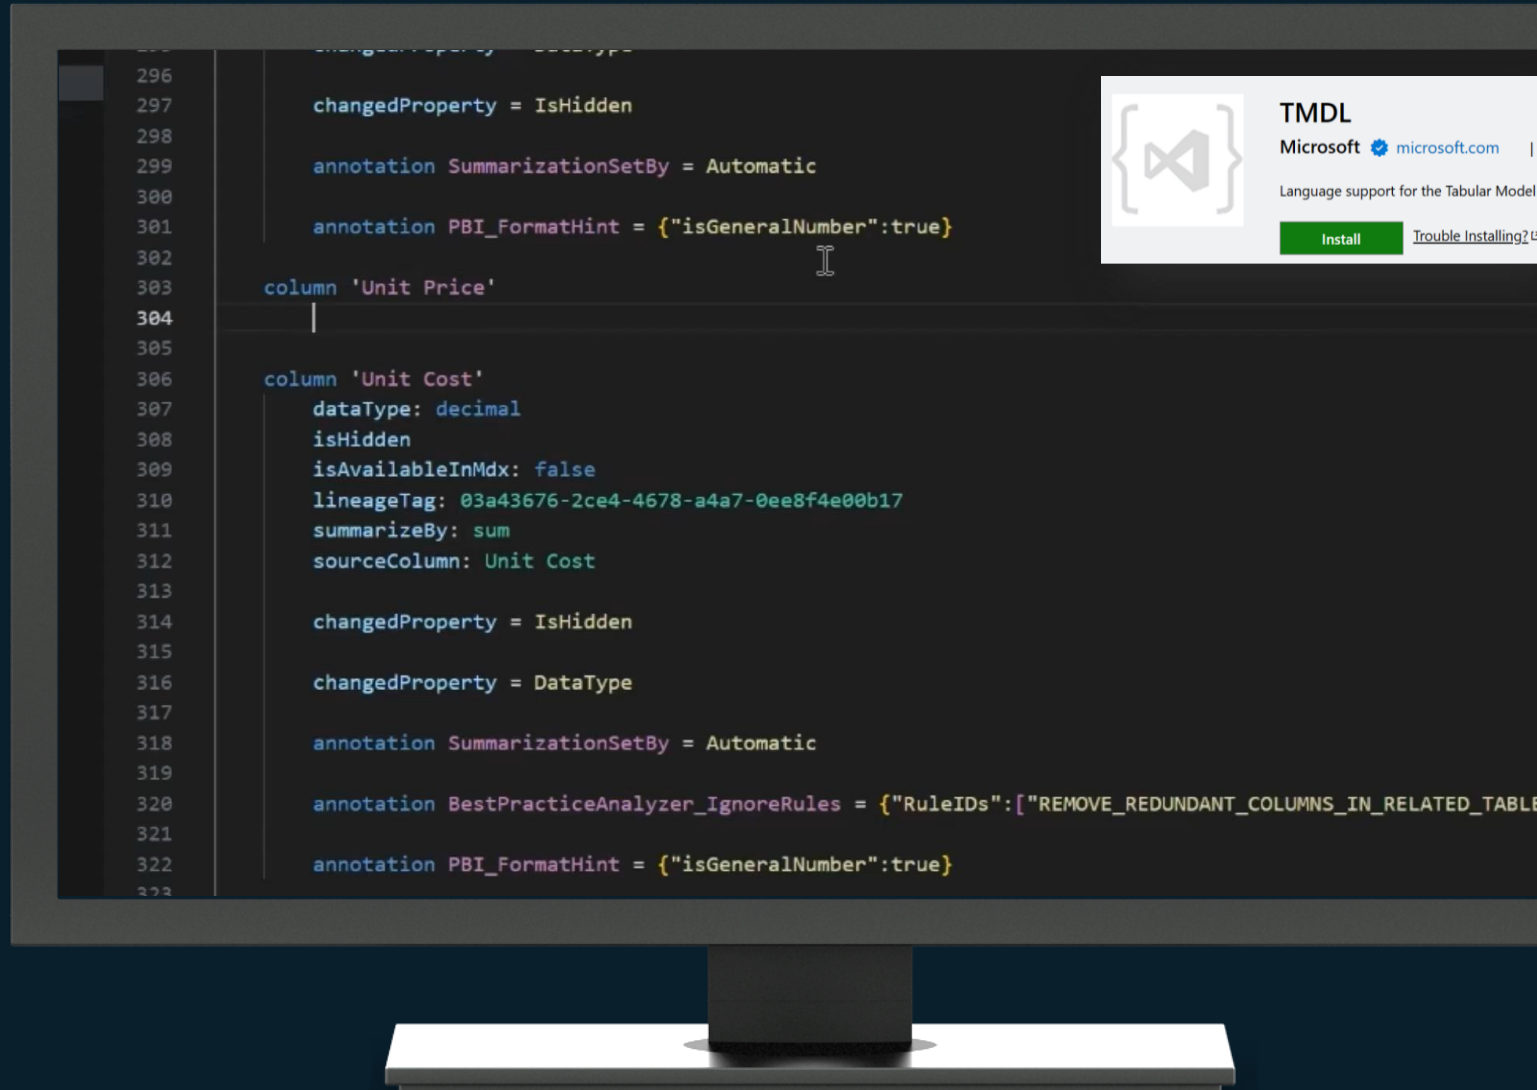 295 changedProperty = DataType
296
297 changedProperty = IsHidden
298
299 annotation SummarizationSetBy = Automatic
300
301 annotation PBI_FormatHint = {"isGeneralNumber":true}
302
303 column 'Unit Price'
304
305
306 column 'Unit Cost'
307 dataType: decimal
308 isHidden
309 isAvailableInMdx: false
310 lineageTag: 03a43676-2ce4-4678-a4a7-0ee8f4e00b17
311 summarizeBy: sum
312 sourceColumn: Unit Cost
313
314 changedProperty = IsHidden
315
316 changedProperty = DataType
317
318 annotation SummarizationSetBy = Automatic
319
320 annotation BestPracticeAnalyzer_IgnoreRules = {"RuleIDs":["REMOVE_REDUNDANT_COLUMNS_IN_RELATED_TABLE
321
322 annotation PBI_FormatHint = {"isGeneralNumber":true}
323
TMDL
Microsoft microsoft.com |
Language support for the Tabular Model
Install Trouble Installing?